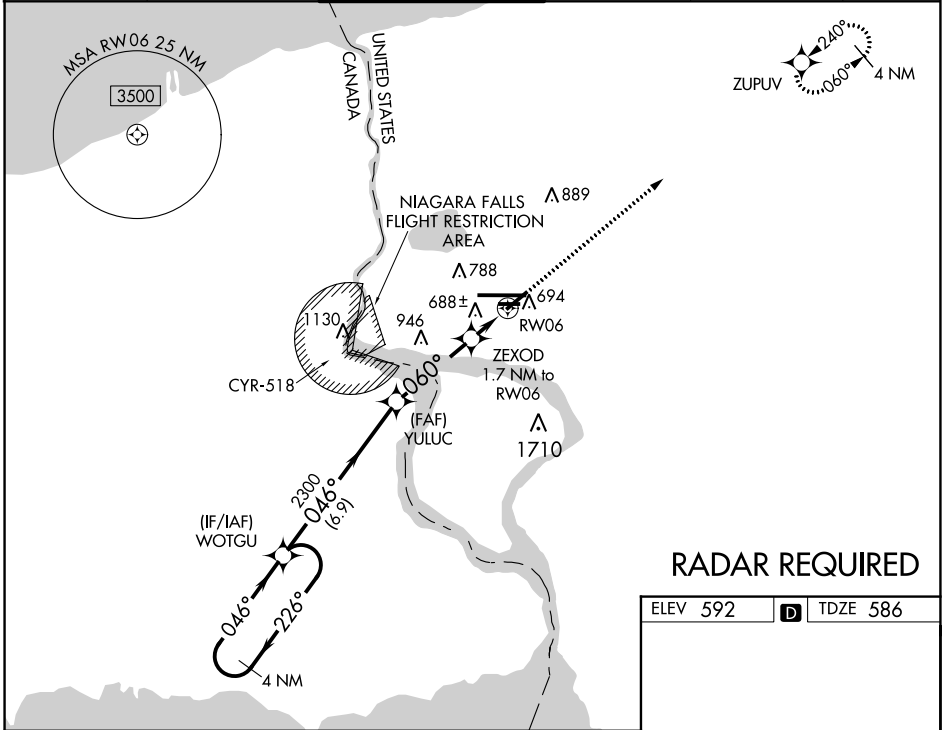 MSA RW06 25 NM
3500
UNITED STATES
CANADA
240°
060°
4 NM
ZUPUV
889
NIAGARA FALLS
FLIGHT RESTRICTION
AREA
788
688±
694
RW06
1130
946
ZEXOD
1.7 NM to
RW06
CYR-518
060°
(FAF)
YULUC
1710
2300
046°
(6.9)
(IF/IAF)
WOTGU
046°
226°
4 NM
RADAR REQUIRED
ELEV 592 D TDZE 586